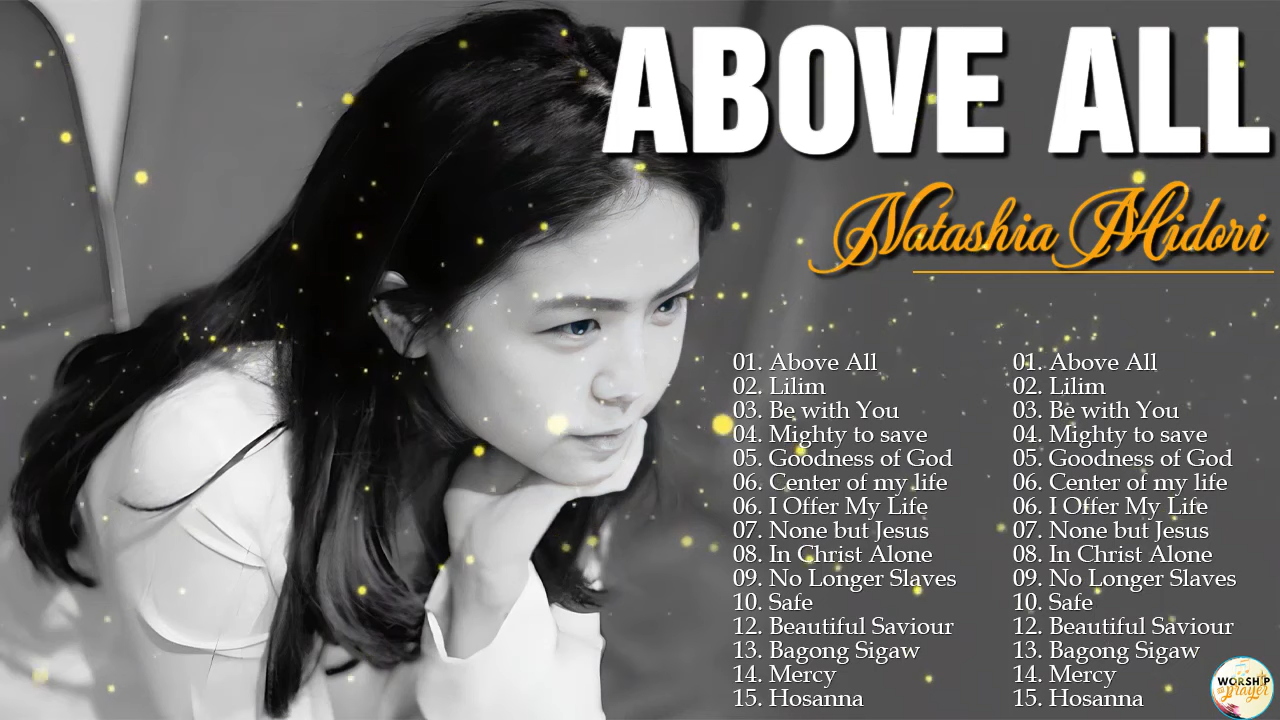 ABOVE ALL
Natashia Midori
01. Above All
02. Lilim
03. Be with You
04. Mighty to save
05. Goodness of God
06. Center of my life
06. I Offer My Life
07. None but Jesus
08. In Christ Alone
09. No Longer Slaves
10. Safe
12. Beautiful Saviour
13. Bagong Sigaw
14. Mercy
15. Hosanna
01. Above All
02. Lilim
03. Be with You
04. Mighty to save
05. Goodness of God
06. Center of my life
06. I Offer My Life
07. None but Jesus
08. In Christ Alone
09. No Longer Slaves
10. Safe
12. Beautiful Saviour
13. Bagong Sigaw
14. Mercy
15. Hosanna
WORSHIP
prayer